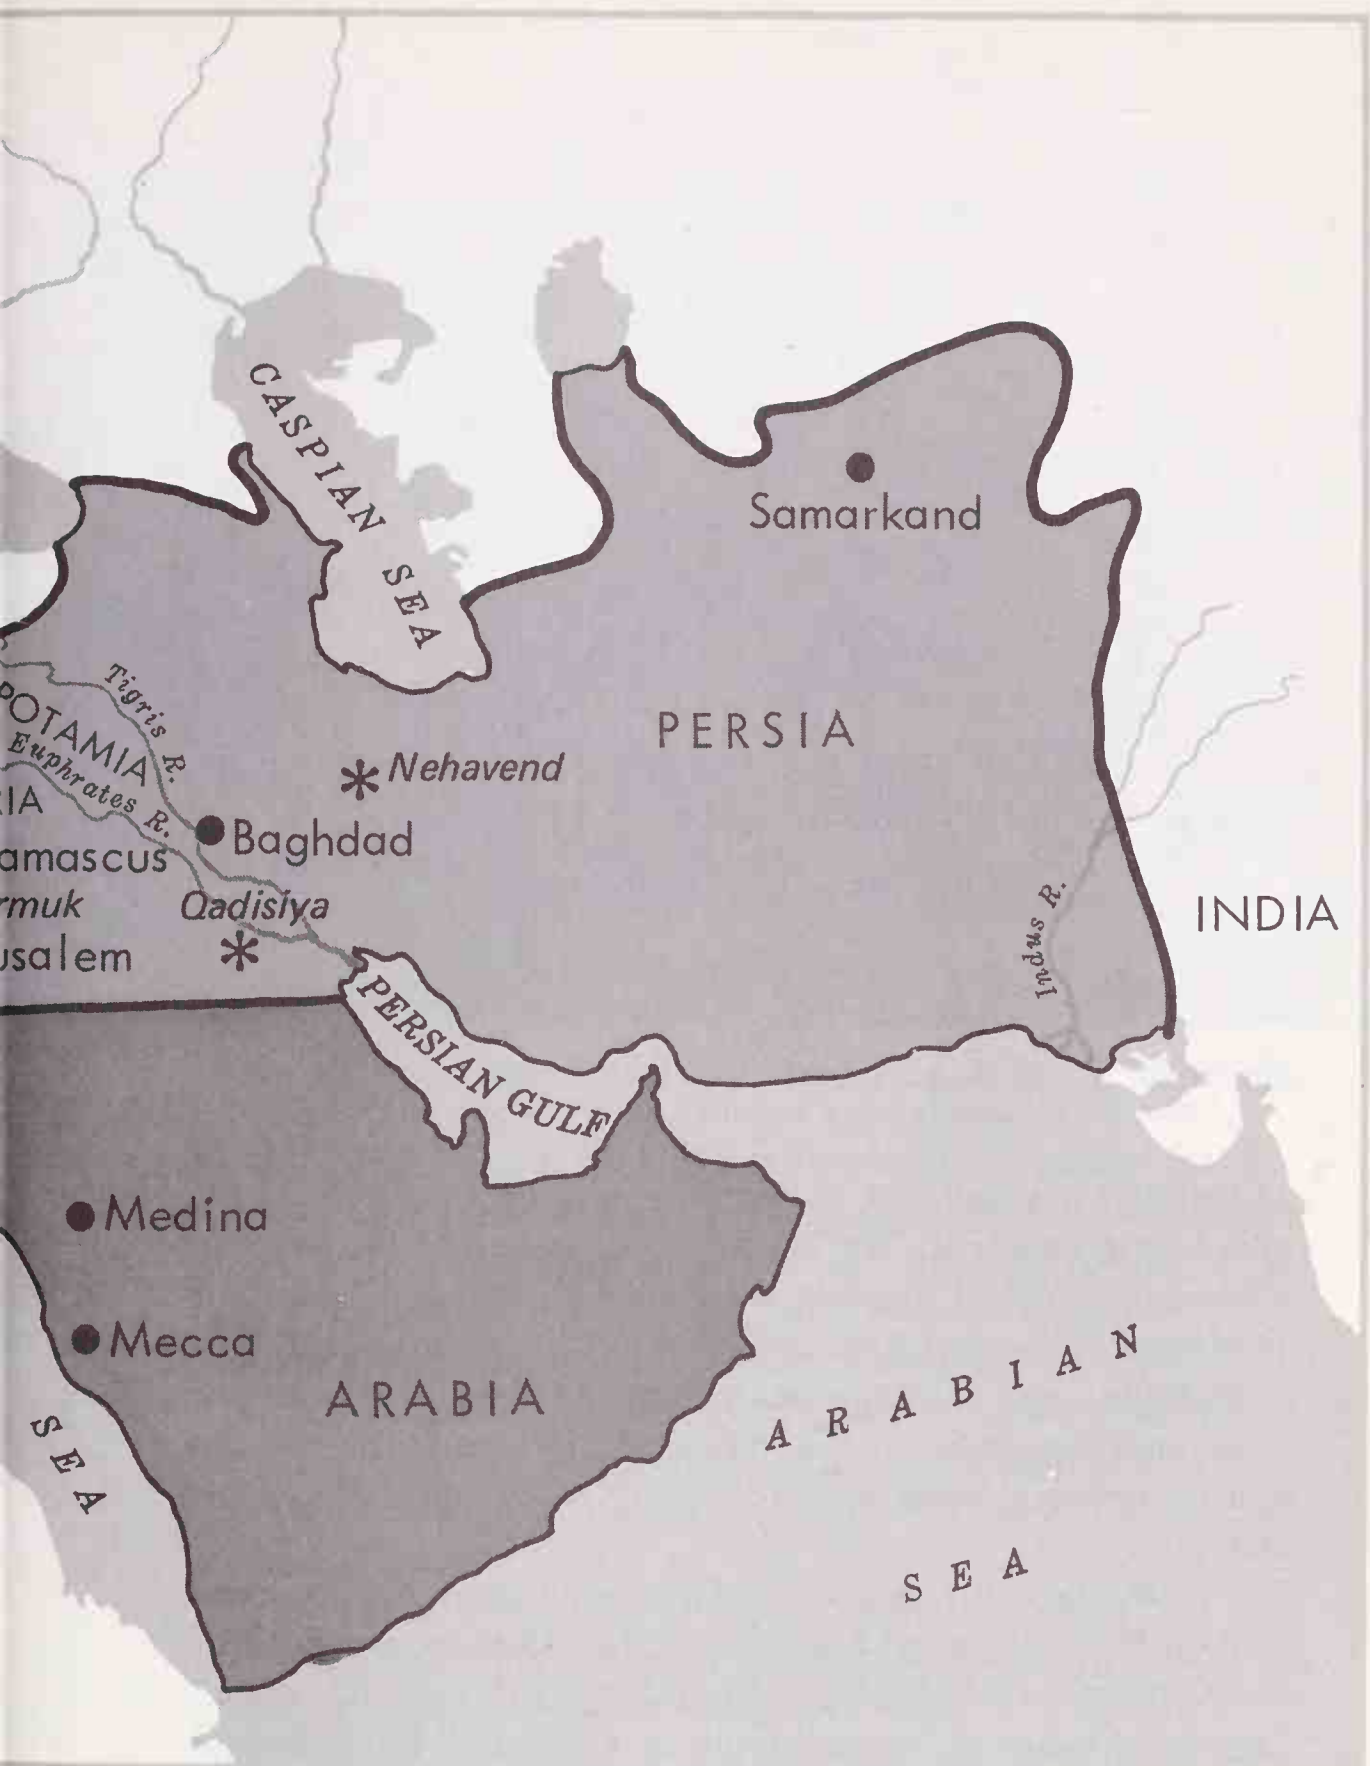 CASPIAN SEA
Samarkand
Tigris R.
POTAMIA
PERSIA
Euphrates R.
Nehavend
IA
Baghdad
amascus
rmuk
Qadisiya
Indus R.
INDIA
usalem
PERSIAN GULF
Medina
Mecca
ARABIA
ARABIAN
SEA
SEA